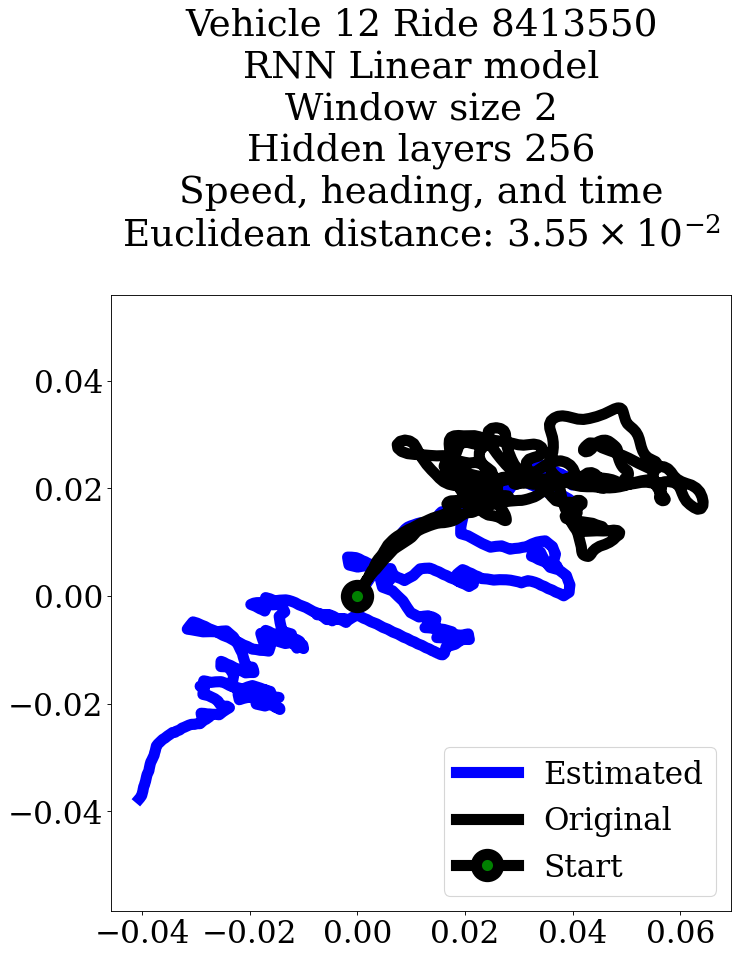 Vehicle 12 Ride 8413550
RNN Linear model
Window size 2
Hidden layers 256
Speed, heading, and time
Euclidean distance: 3.55 × 10⁻²
0.04
0.02
0.00
−0.02
−0.04
Estimated
Original
Start
−0.04 −0.02 0.00 0.02 0.04 0.06